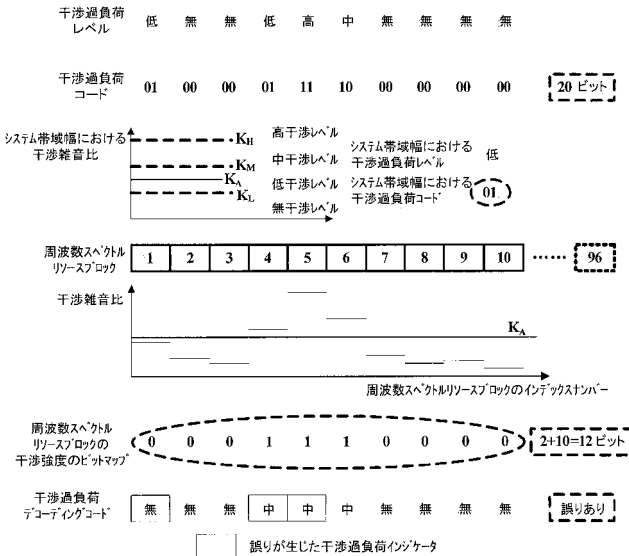 干渉過負荷
レベル
低 無 無 低 高 中 無 無 無 無
干渉過負荷
コード
01 00 00 01 11 10 00 00 00 00
20 ビット
システム帯域幅における
干渉雑音比
KH
KM
KA
KL
高干渉レベル
中干渉レベル
低干渉レベル
無干渉レベル
システム帯域幅における
干渉過負荷レベル
低
システム帯域幅における
干渉過負荷コード
01
周波数スペクトル
リソースブロック
1 2 3 4 5 6 7 8 9 10 …… 96
干渉雑音比
KA
周波数スペクトルリソースブロックのインデックスナンバー
周波数スペクトル
リソースブロックの
干渉強度のビットマップ
0 0 0 1 1 1 0 0 0 0
2+10=12 ビット
干渉過負荷
デコーディングコード
無 無 無 中 中 中 無 無 無 無
誤りあり
誤りが生じた干渉過負荷インジケータ